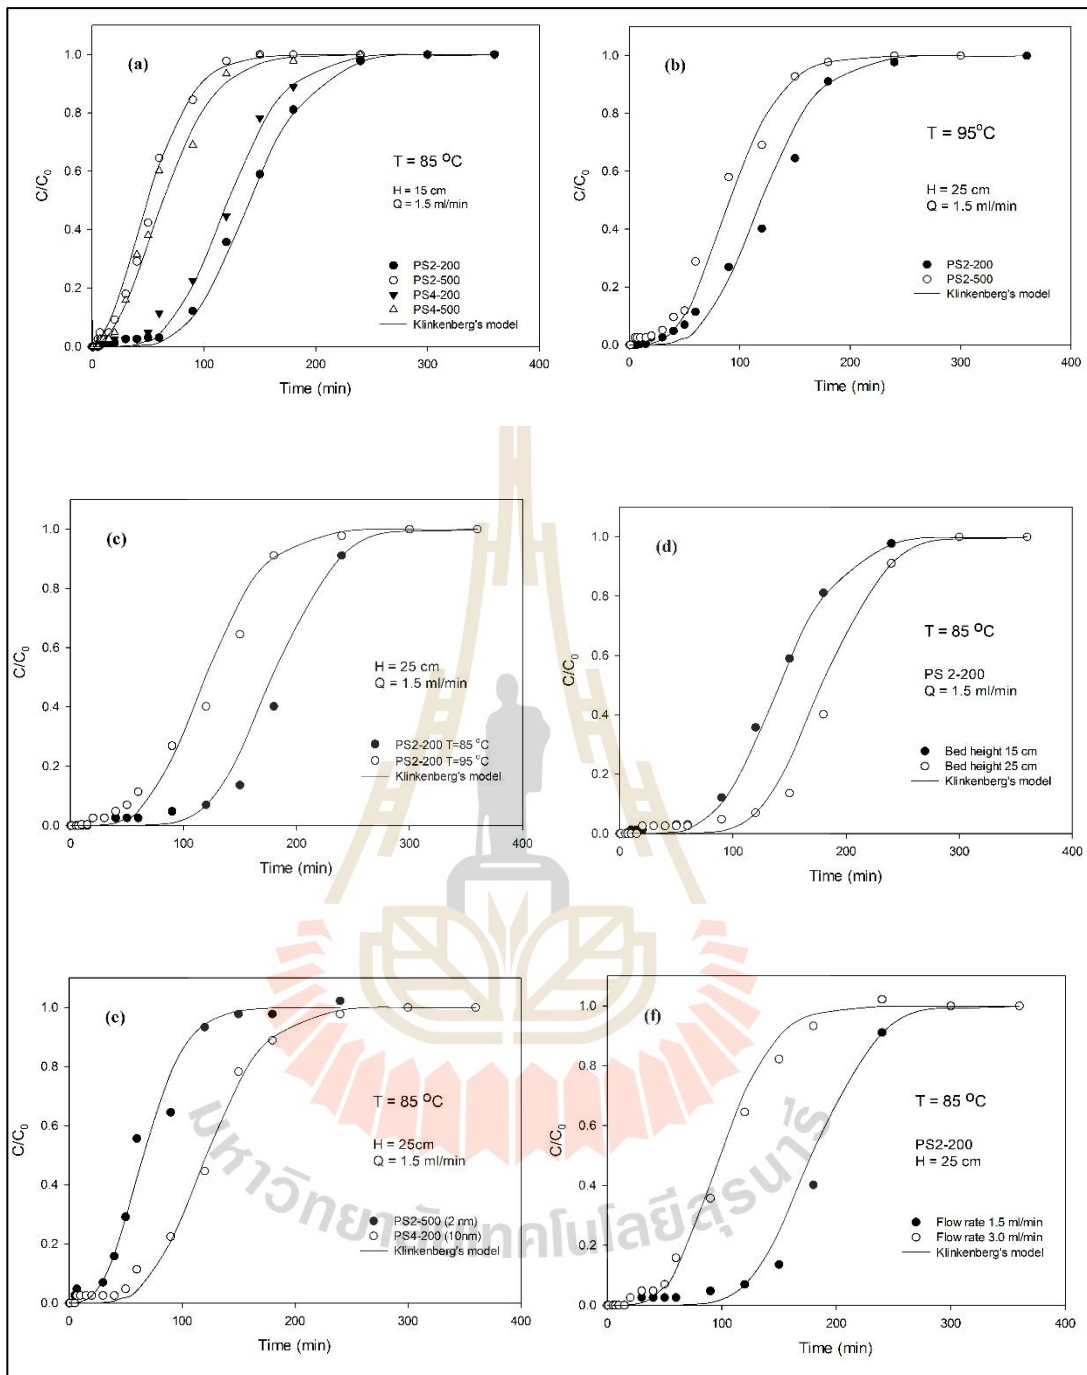 (a)
T = 85 °C
H = 15 cm
Q = 1.5 ml/min
PS2-200
PS2-500
PS4-200
PS4-500
Klinkenberg's model
C/C0
1.0
0.8
0.6
0.4
0.2
0.0
0 100 200 300 400
Time (min)
(b)
T = 95°C
H = 25 cm
Q = 1.5 ml/min
PS2-200
PS2-500
Klinkenberg's model
C/C0
1.0
0.8
0.6
0.4
0.2
0.0
0 100 200 300 400
Time (min)
(c)
H = 25 cm
Q = 1.5 ml/min
PS2-200 T=85 °C
PS2-200 T=95 °C
Klinkenberg's model
C/C0
1.0
0.8
0.6
0.4
0.2
0.0
0 100 200 300 400
Time (min)
(d)
T = 85 °C
PS 2-200
Q = 1.5 ml/min
Bed height 15 cm
Bed height 25 cm
Klinkenberg's model
C/C0
1.0
0.8
0.6
0.4
0.2
0.0
0 100 200 300 400
Time (min)
(c)
T = 85 °C
H = 25cm
Q = 1.5 ml/min
PS2-500 (2 nm)
PS4-200 (10nm)
Klinkenberg's model
C/C0
1.0
0.8
0.6
0.4
0.2
0.0
0 100 200 300 400
Time (min)
(f)
T = 85 °C
PS2-200
H = 25 cm
Flow rate 1.5 ml/min
Flow rate 3.0 ml/min
Klinkenberg's model
C/C0
1.0
0.8
0.6
0.4
0.2
0.0
0 100 200 300 400
Time (min)
มหาวิทยาลัยเทคโนโลยีสุรนารี